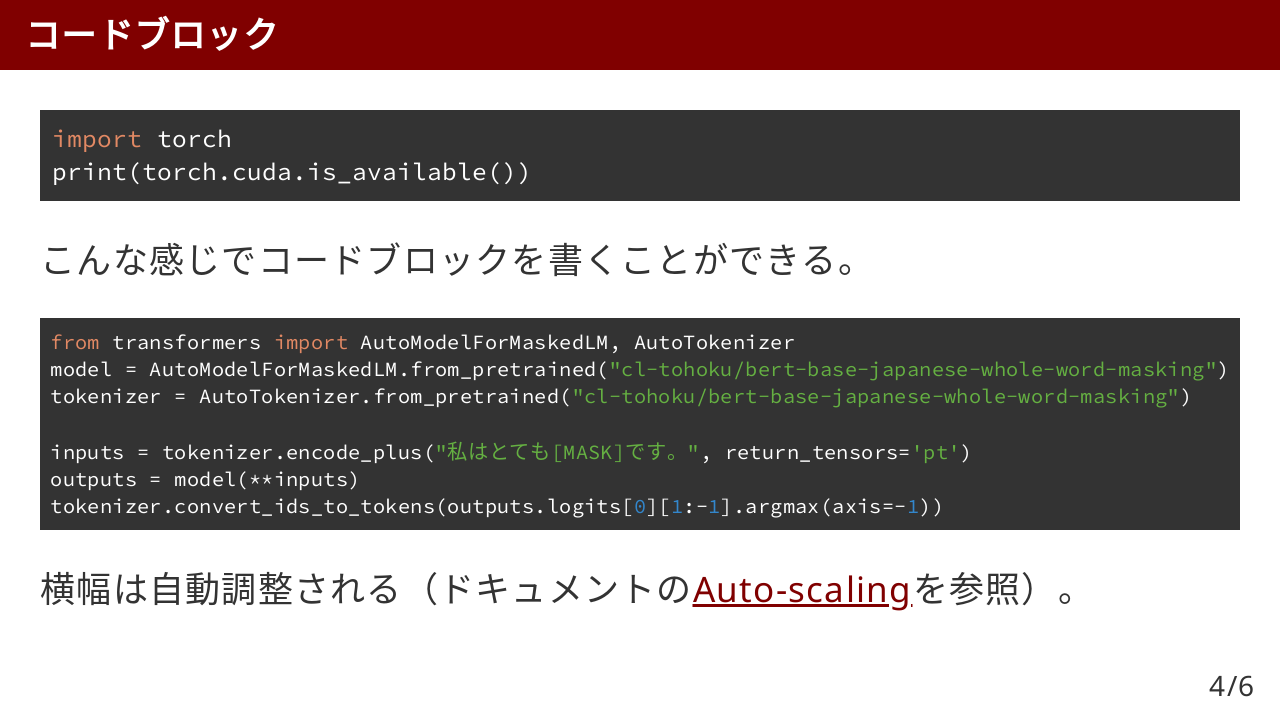 コードブロック
import torch
print(torch.cuda.is_available())
こんな感じでコードブロックを書くことができる。
from transformers import AutoModelForMaskedLM, AutoTokenizer
model = AutoModelForMaskedLM.from_pretrained("cl-tohoku/bert-base-japanese-whole-word-masking")
tokenizer = AutoTokenizer.from_pretrained("cl-tohoku/bert-base-japanese-whole-word-masking")
inputs = tokenizer.encode_plus("私はとても[MASK]です。", return_tensors='pt')
outputs = model(**inputs)
tokenizer.convert_ids_to_tokens(outputs.logits[0][1:-1].argmax(axis=-1))
横幅は自動調整される（ドキュメントのAuto-scalingを参照）。
4/6